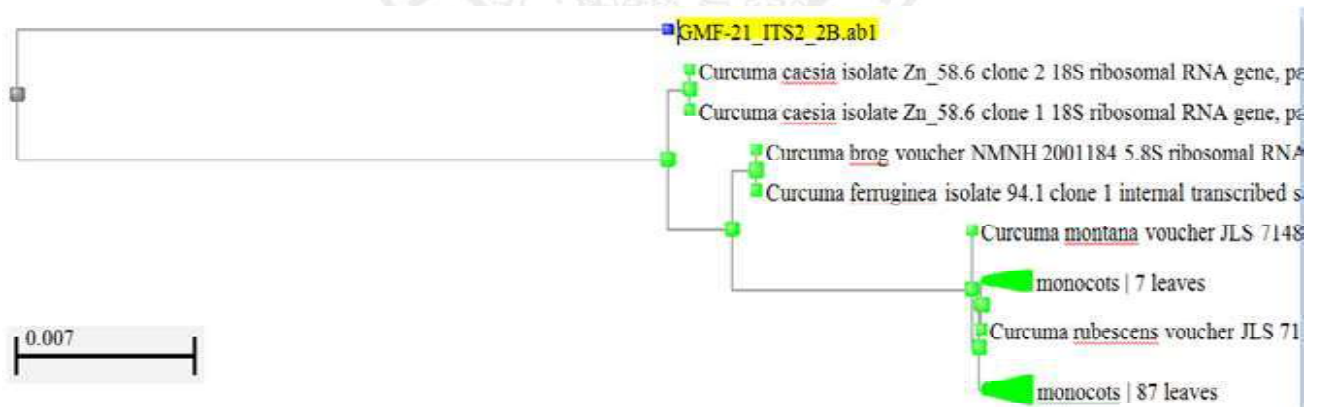 GMF-21_ITS2_2B.ab1
Curcuma caesia isolate Zn_58.6 clone 2 18S ribosomal RNA gene, pa
Curcuma caesia isolate Zn_58.6 clone 1 18S ribosomal RNA gene, pa
Curcuma brog voucher NMNH 2001184 5.8S ribosomal RNA
Curcuma ferruginea isolate 94.1 clone 1 internal transcribed s
Curcuma montana voucher JLS 7148
monocots | 7 leaves
Curcuma rubescens voucher JLS 71
0.007
monocots | 87 leaves